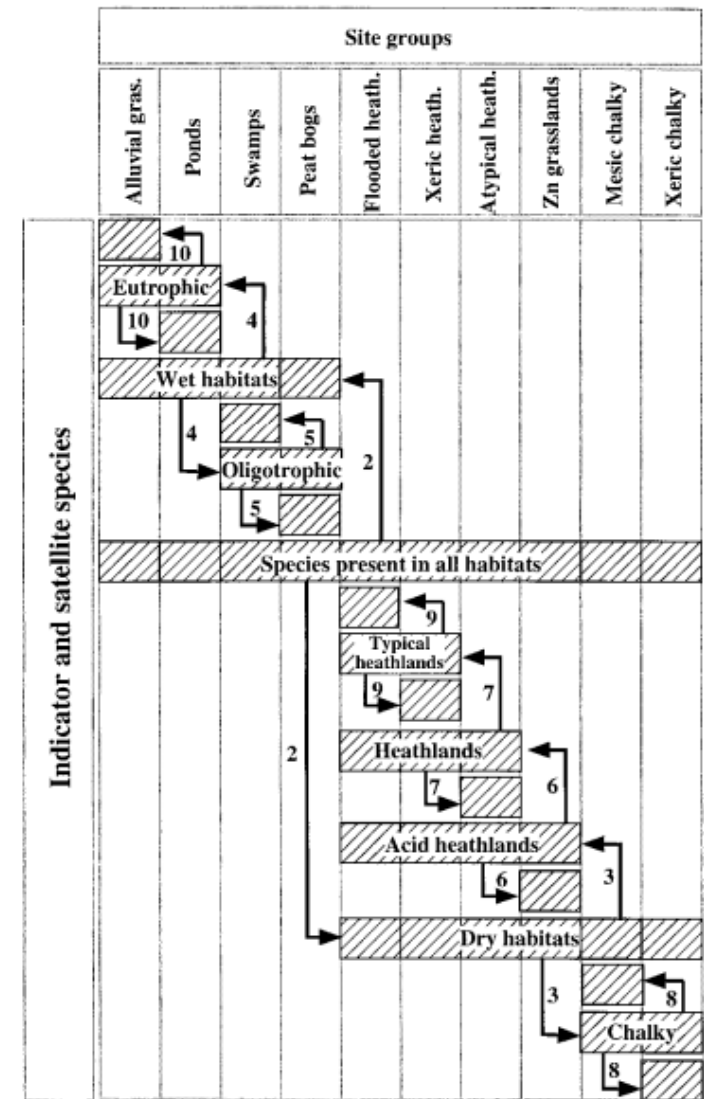 Site groups
Alluvial gras.
Ponds
Swamps
Peat bogs
Flooded heath.
Xeric heath.
Atypical heath.
Zn grasslands
Mesic chalky
Xeric chalky
Indicator and satellite species
10
Eutrophic
10
4
Wet habitats
4
5
Oligotrophic
2
5
Species present in all habitats
9
Typical
heathlands
9
7
2
Heathlands
7
6
Acid heathlands
6
3
Dry habitats
3
8
Chalky
8